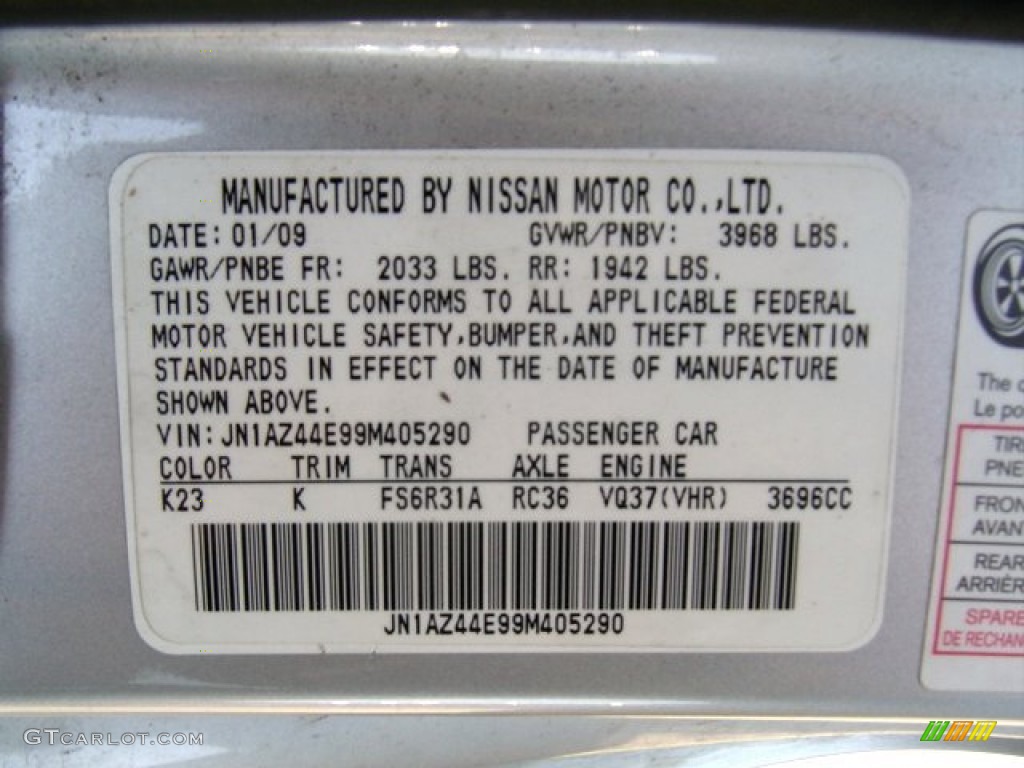 MANUFACTURED BY NISSAN MOTOR CO.,LTD.
DATE: 01/09 GVWR/PNBV: 3968 LBS.
GAWR/PNBE FR: 2033 LBS. RR: 1942 LBS.
THIS VEHICLE CONFORMS TO ALL APPLICABLE FEDERAL
MOTOR VEHICLE SAFETY,BUMPER,AND THEFT PREVENTION
STANDARDS IN EFFECT ON THE DATE OF MANUFACTURE
SHOWN ABOVE.
VIN:JN1AZ44E99M405290 PASSENGER CAR
COLOR TRIM TRANS AXLE ENGINE
K23 K FS6R31A RC36 VQ37(VHR) 3696CC
JN1AZ44E99M405290
The
Le
FRON
AVAN
REAR
ARRIÈR
SPARE
DE
GTCARLOT.COM